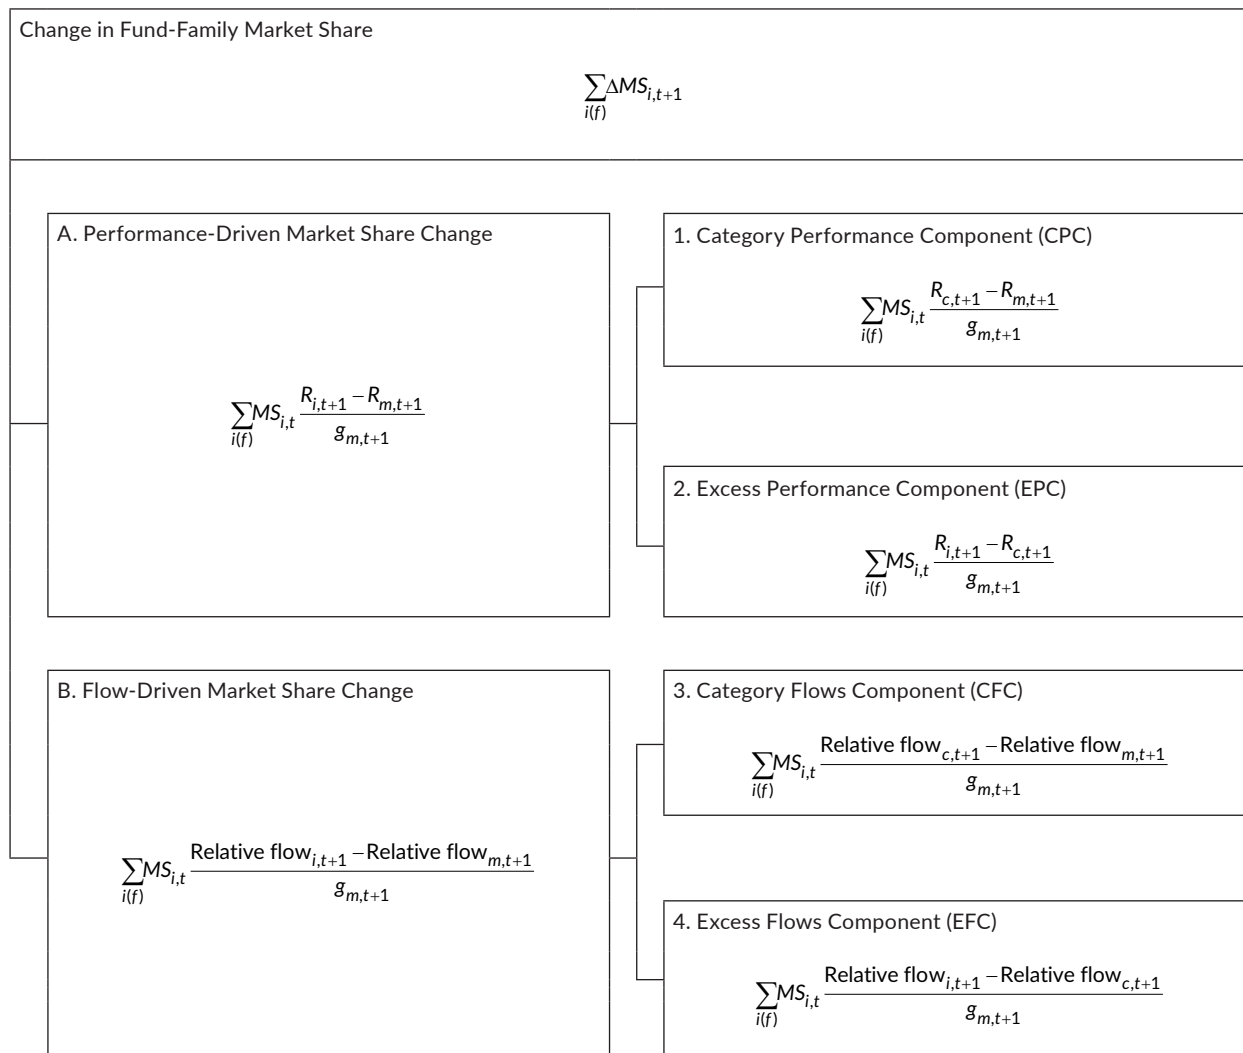 Change in Fund-Family Market Share
∑_{i(f)} ΔMS_{i,t+1}
A. Performance-Driven Market Share Change
∑_{i(f)} MS_{i,t} (R_{i,t+1} − R_{m,t+1}) / g_{m,t+1}
1. Category Performance Component (CPC)
∑_{i(f)} MS_{i,t} (R_{c,t+1} − R_{m,t+1}) / g_{m,t+1}
2. Excess Performance Component (EPC)
∑_{i(f)} MS_{i,t} (R_{i,t+1} − R_{c,t+1}) / g_{m,t+1}
B. Flow-Driven Market Share Change
∑_{i(f)} MS_{i,t} (Relative flow_{i,t+1} − Relative flow_{m,t+1}) / g_{m,t+1}
3. Category Flows Component (CFC)
∑_{i(f)} MS_{i,t} (Relative flow_{c,t+1} − Relative flow_{m,t+1}) / g_{m,t+1}
4. Excess Flows Component (EFC)
∑_{i(f)} MS_{i,t} (Relative flow_{i,t+1} − Relative flow_{c,t+1}) / g_{m,t+1}